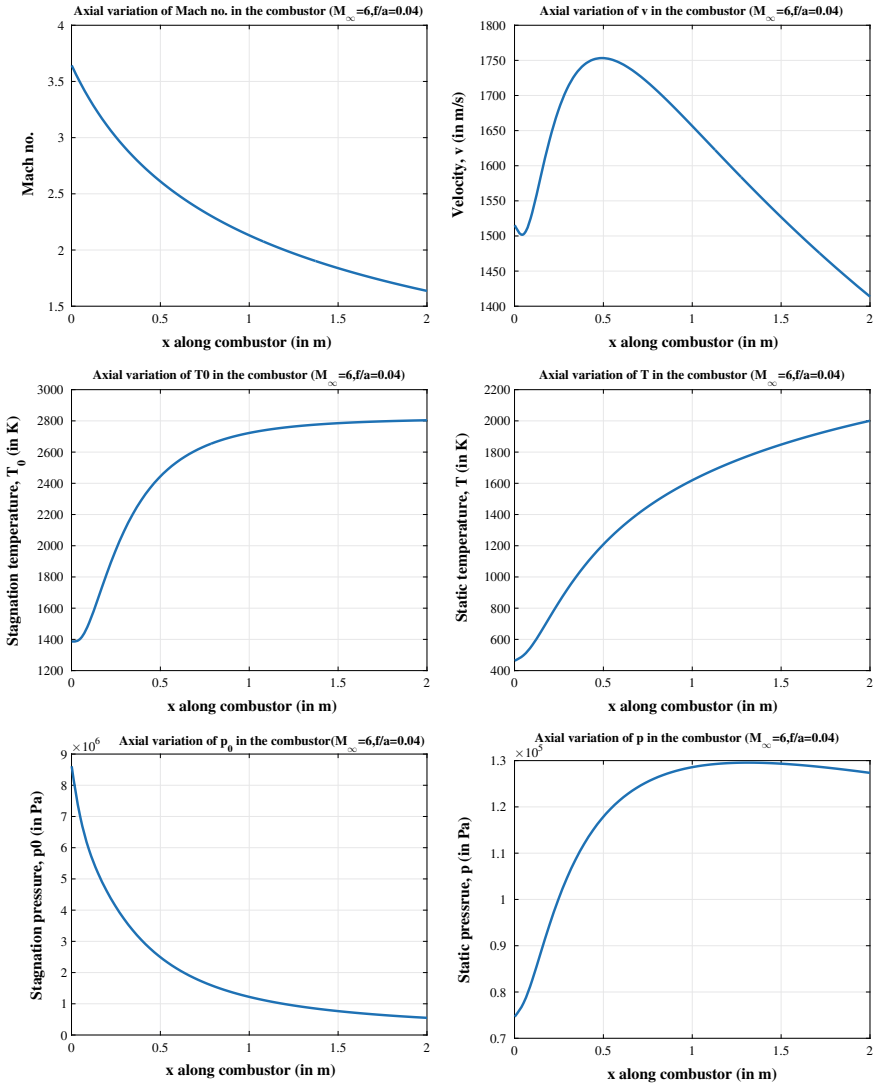 Axial variation of Mach no. in the combustor (M∞=6,f/a=0.04)
4
3.5
3
2.5
2
1.5
Mach no.
0 0.5 1 1.5 2
x along combustor (in m)
Axial variation of v in the combustor (M∞=6,f/a=0.04)
1800
1750
1700
1650
1600
1550
1500
1450
1400
Velocity, v (in m/s)
0 0.5 1 1.5 2
x along combustor (in m)
Axial variation of T0 in the combustor (M∞=6,f/a=0.04)
3000
2800
2600
2400
2200
2000
1800
1600
1400
1200
Stagnation temperature, T0 (in K)
0 0.5 1 1.5 2
x along combustor (in m)
Axial variation of T in the combustor (M∞=6,f/a=0.04)
2200
2000
1800
1600
1400
1200
1000
800
600
400
Static temperature, T (in K)
0 0.5 1 1.5 2
x along combustor (in m)
Axial variation of p0 in the combustor(M∞=6,f/a=0.04)
×10^6
9
8
7
6
5
4
3
2
1
0
Stagnation pressure, p0 (in Pa)
0 0.5 1 1.5 2
x along combustor (in m)
Axial variation of p in the combustor (M∞=6,f/a=0.04)
×10^5
1.3
1.2
1.1
1
0.9
0.8
0.7
Static pressrue, p (in Pa)
0 0.5 1 1.5 2
x along combustor (in m)